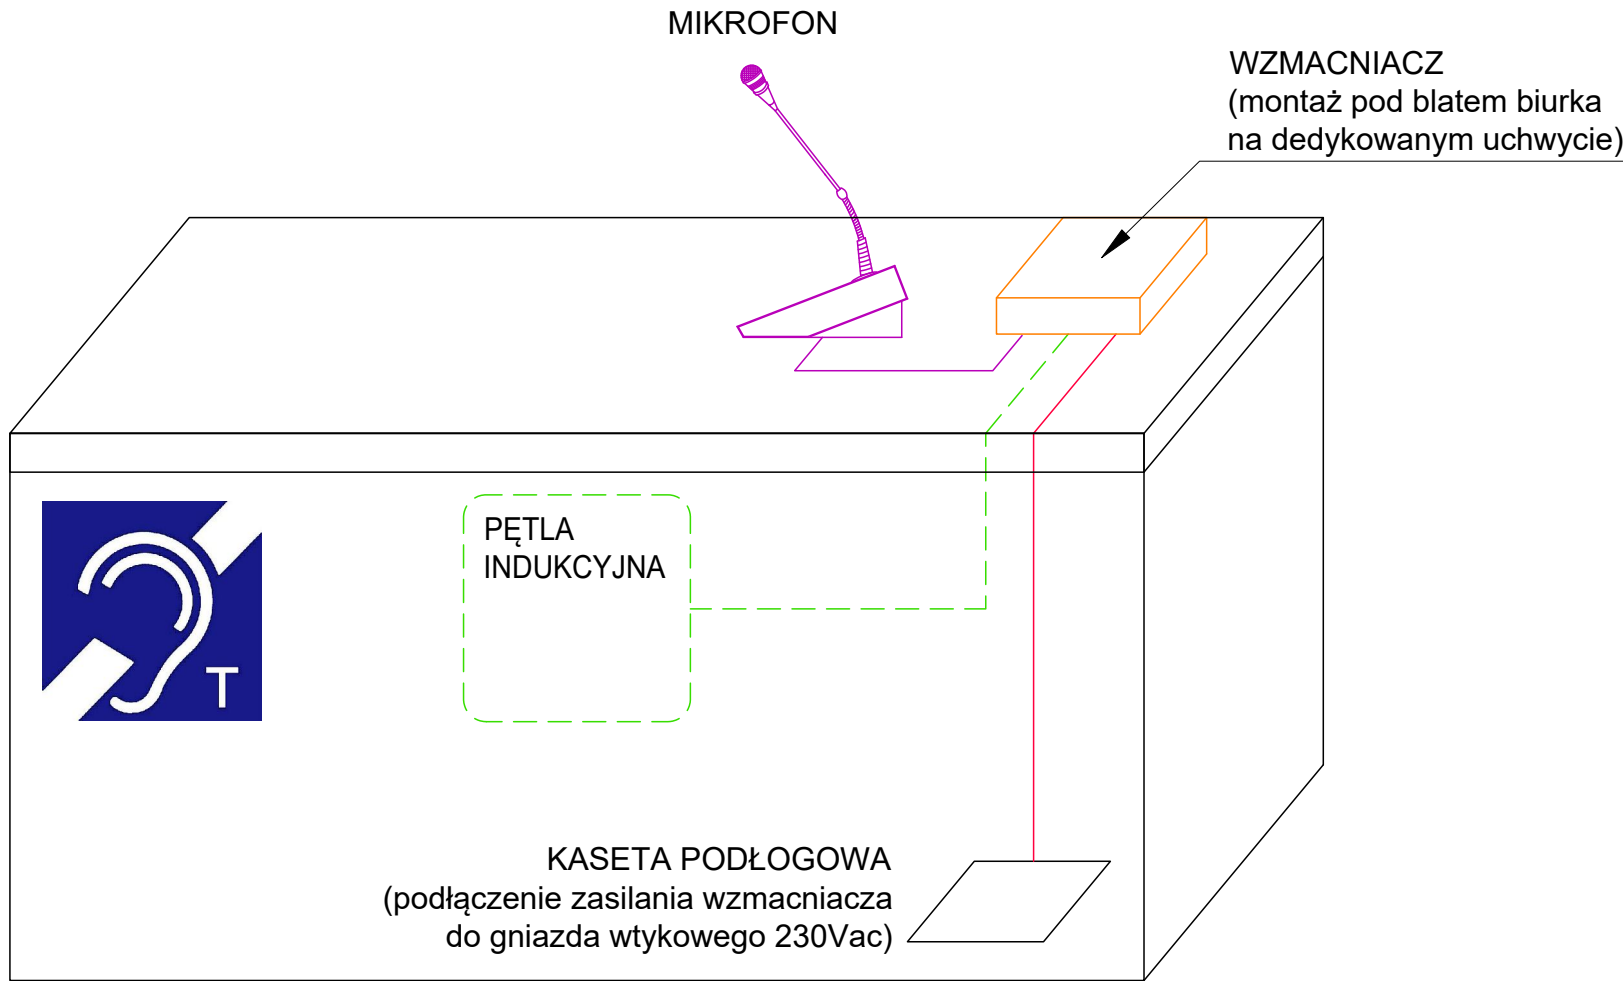 MIKROFON
WZMACNIACZ
(montaż pod blatem biurka
na dedykowanym uchwycie)
PĘTLA
INDUKCYJNA
T
KASETA PODŁOGOWA
(podłączenie zasilania wzmacniacza
do gniazda wtykowego 230Vac)